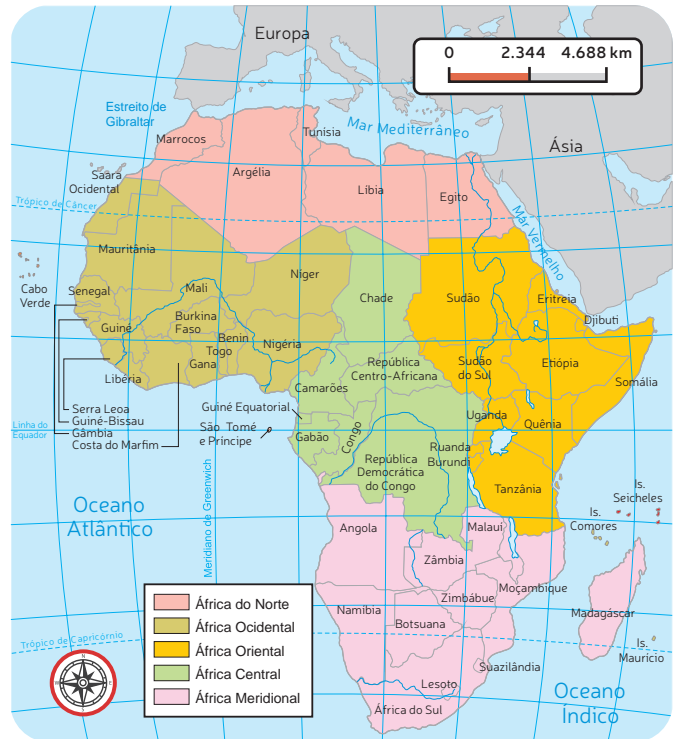 Europa
0 2.344 4.688 km
Estreito de
Gibraltar
Mar Mediterrâneo
Ásia
Marrocos
Tunísia
Argélia
Líbia
Egito
Saara
Ocidental
Trópico de Câncer
Mar Vermelho
Mauritânia
Cabo
Verde
Senegal
Mali
Níger
Chade
Sudão
Eritreia
Djibuti
Guiné
Burkina
Faso
Benin
Togo
Gana
Nigéria
Libéria
República
Centro-Africana
Sudão
do Sul
Etiópia
Somália
Camarões
Serra Leoa
Guiné-Bissau
Gâmbia
Costa do Marfim
Guiné Equatorial
São Tomé
e Príncipe
Linha do
Equador
Gabão
Congo
Uganda
Quênia
Ruanda
Burundi
República
Democrática
do Congo
Tanzânia
Is.
Seicheles
Is.
Comores
Oceano
Atlântico
Meridiano de Greenwich
Angola
Malaui
Zâmbia
Moçambique
Zimbábue
Madagáscar
Is.
Maurício
Namíbia
Botsuana
Trópico de Capricórnio
Suazilândia
Lesoto
África do Sul
Oceano
Índico
África do Norte
África Ocidental
África Oriental
África Central
África Meridional